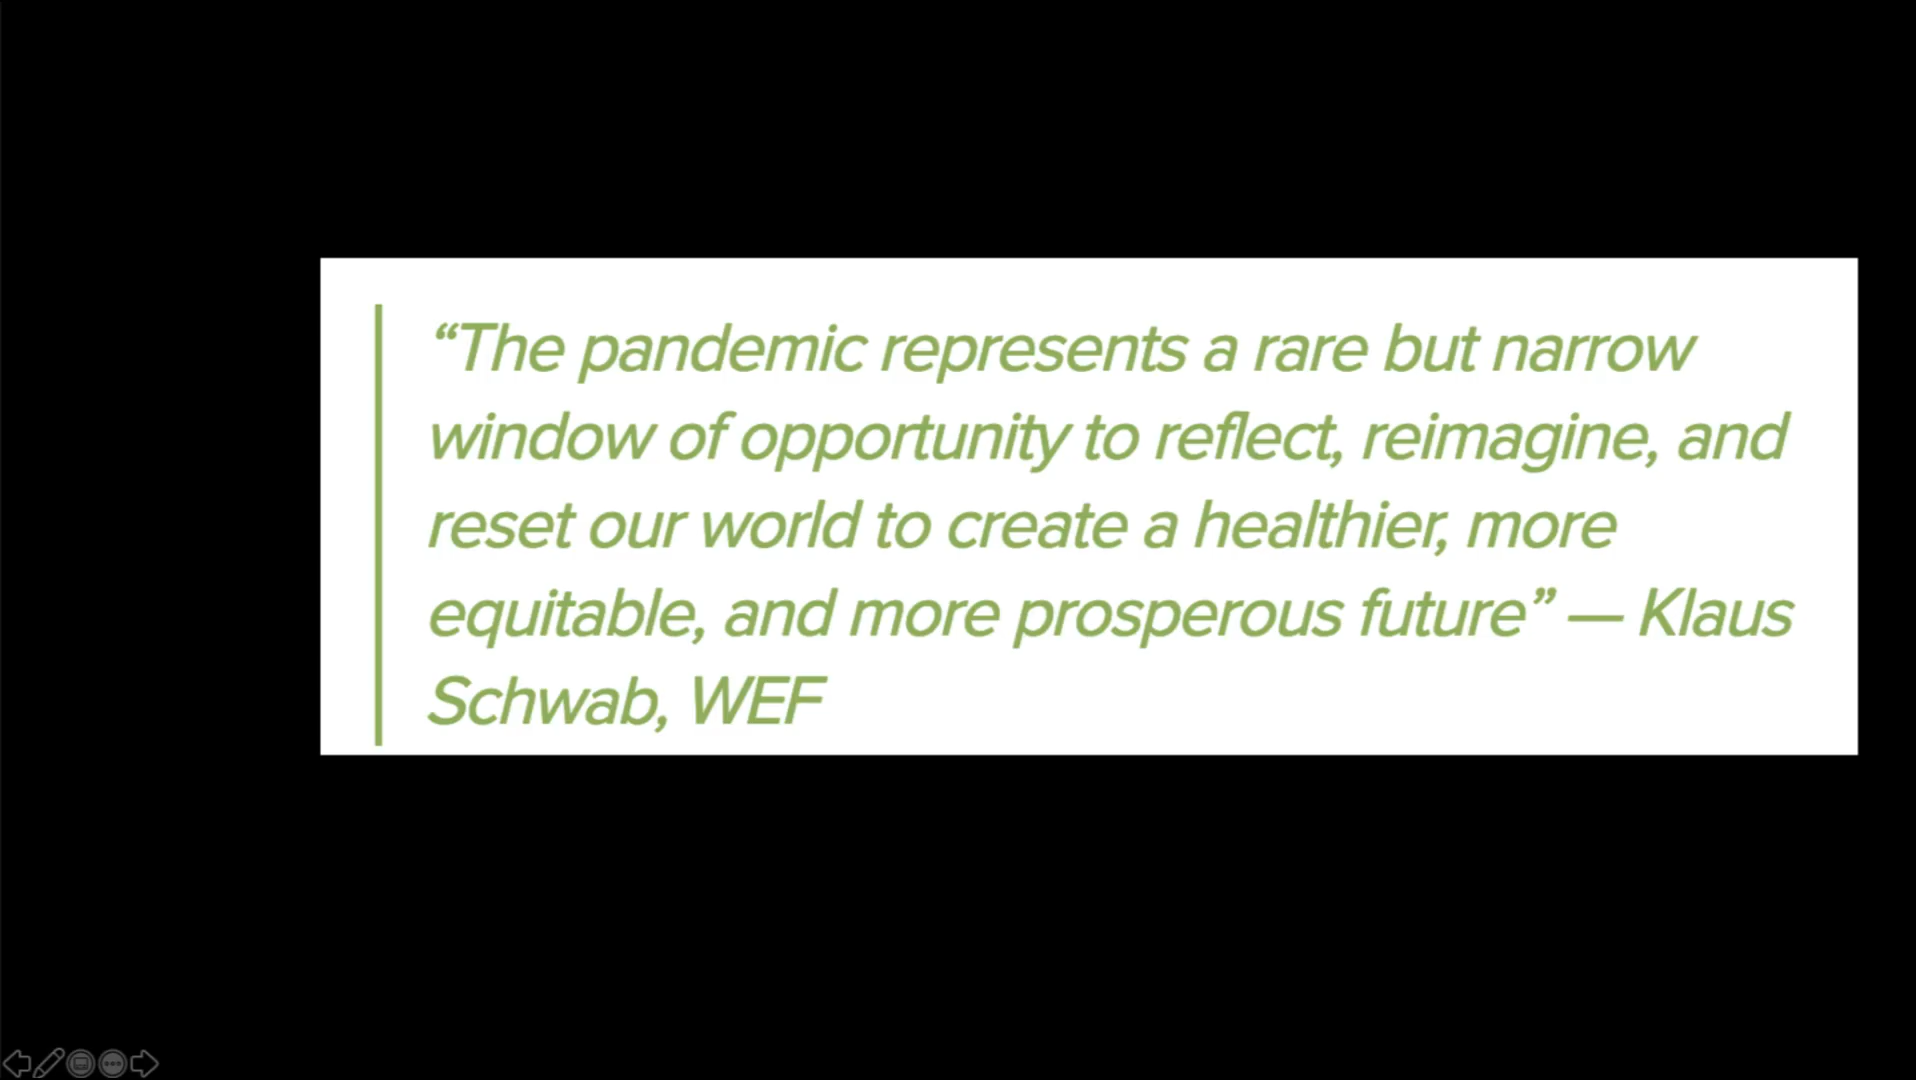 “The pandemic represents a rare but narrow
window of opportunity to reflect, reimagine, and
reset our world to create a healthier, more
equitable, and more prosperous future” — Klaus
Schwab, WEF